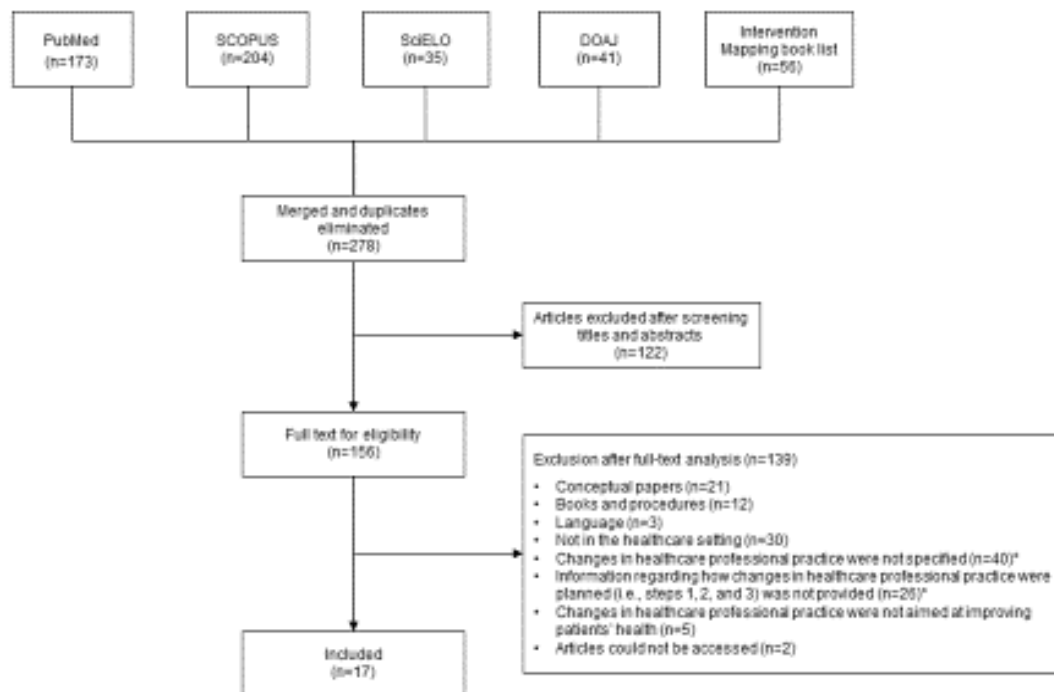 PubMed
(n=173)
SCOPUS
(n=204)
SciELO
(n=35)
DOAJ
(n=41)
Intervention
Mapping book list
(n=56)
Merged and duplicates
eliminated
(n=278)
Articles excluded after screening
titles and abstracts
(n=122)
Full text for eligibility
(n=156)
Exclusion after full-text analysis (n=139)
• Conceptual papers (n=21)
• Books and procedures (n=12)
• Language (n=3)
• Not in the healthcare setting (n=30)
• Changes in healthcare professional practice were not specified (n=40)*
• Information regarding how changes in healthcare professional practice were
planned (i.e., steps 1, 2, and 3) was not provided (n=26)*
• Changes in healthcare professional practice were not aimed at improving
patients' health (n=5)
• Articles could not be accessed (n=2)
Included
(n=17)